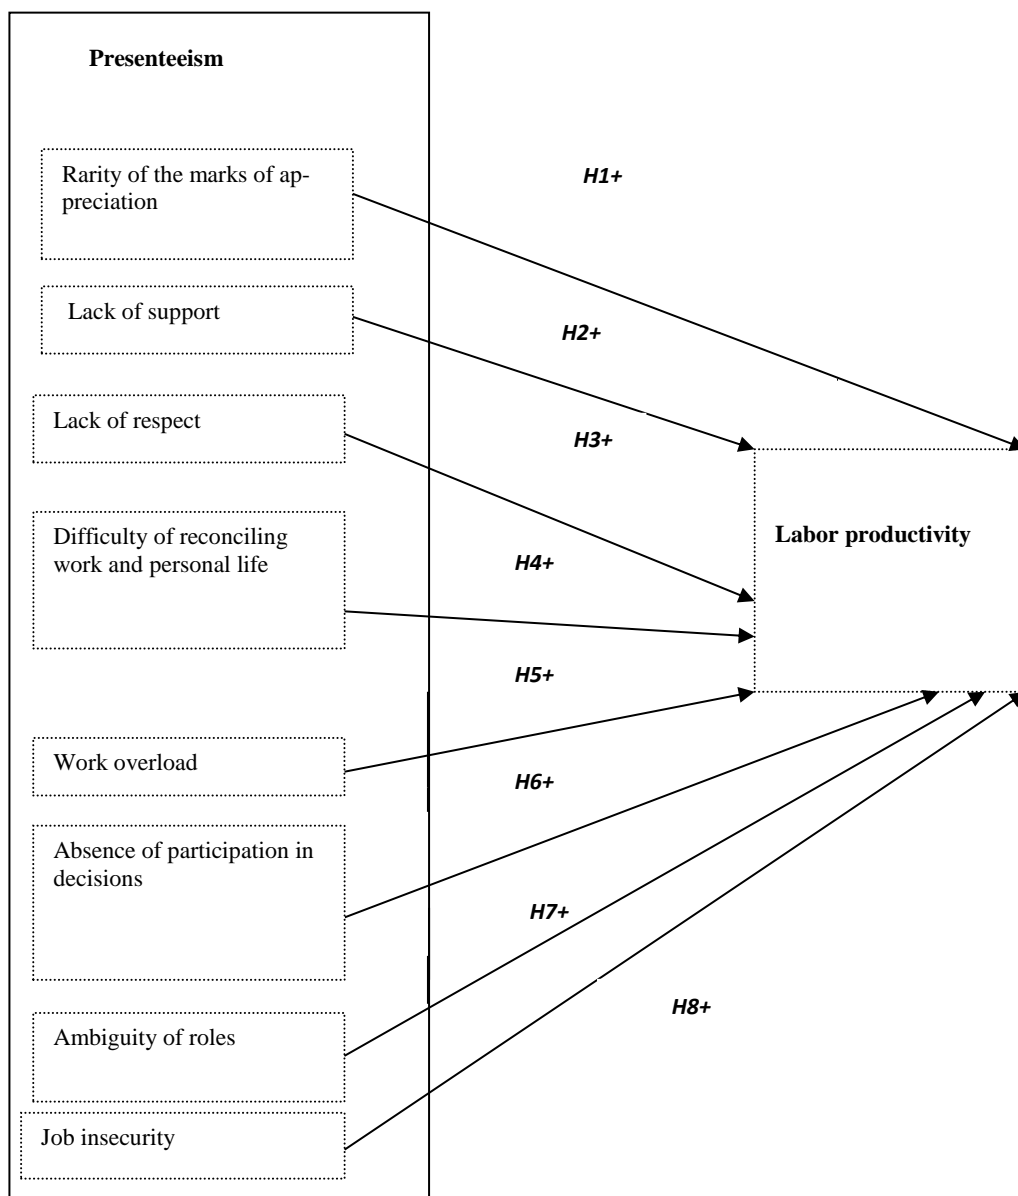 Presenteeism
Rarity of the marks of ap-
preciation
H1+
Lack of support
H2+
Lack of respect
H3+
Difficulty of reconciling
work and personal life
H4+
Labor productivity
H5+
Work overload
H6+
Absence of participation in
decisions
H7+
Ambiguity of roles
H8+
Job insecurity